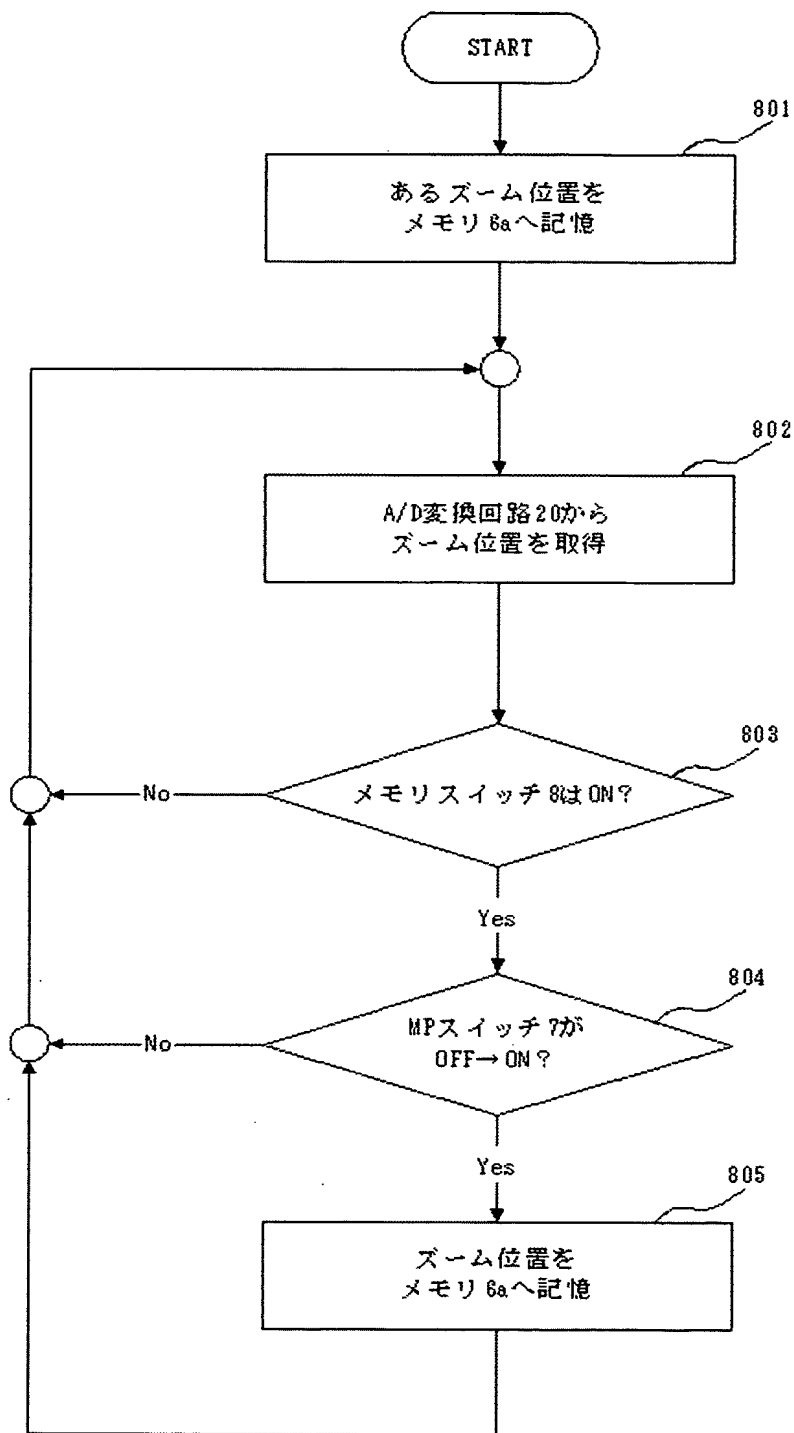 START
801
あるズーム位置を
メモリ6aへ記憶
802
A/D変換回路20から
ズーム位置を取得
803
メモリスイッチ8はON?
No
Yes
804
MPスイッチ7が
OFF→ON?
No
Yes
805
ズーム位置を
メモリ6aへ記憶